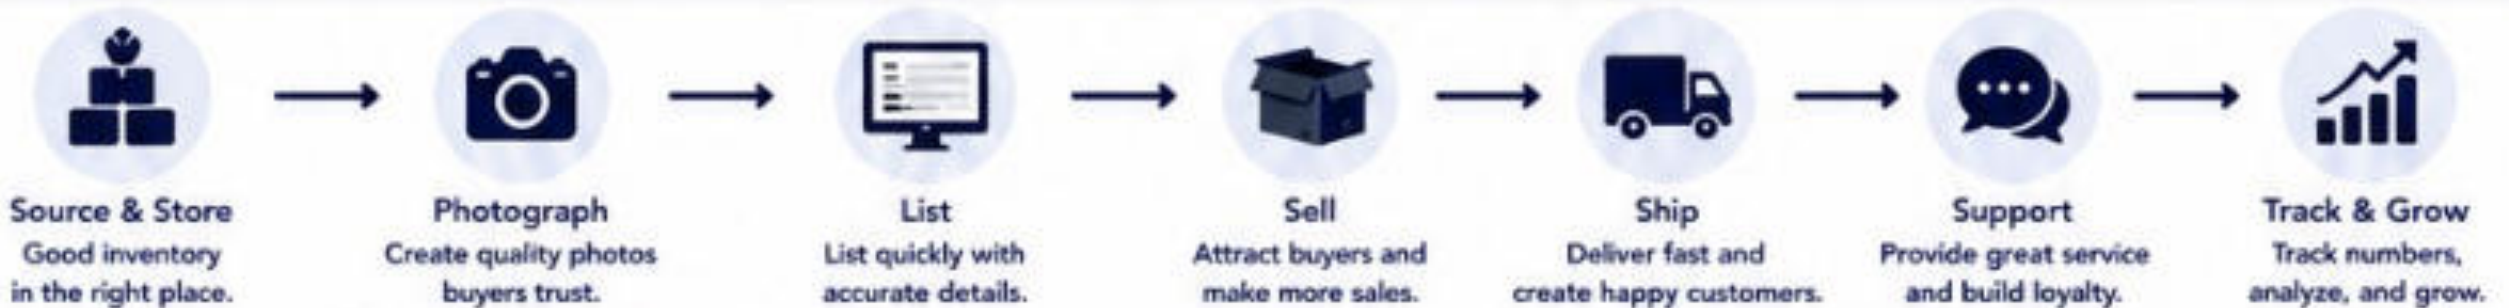 Source & Store
Good inventory
in the right place.
Photograph
Create quality photos
buyers trust.
List
List quickly with
accurate details.
Sell
Attract buyers and
make more sales.
Ship
Deliver fast and
create happy customers.
Support
Provide great service
and build loyalty.
Track & Grow
Track numbers,
analyze, and grow.